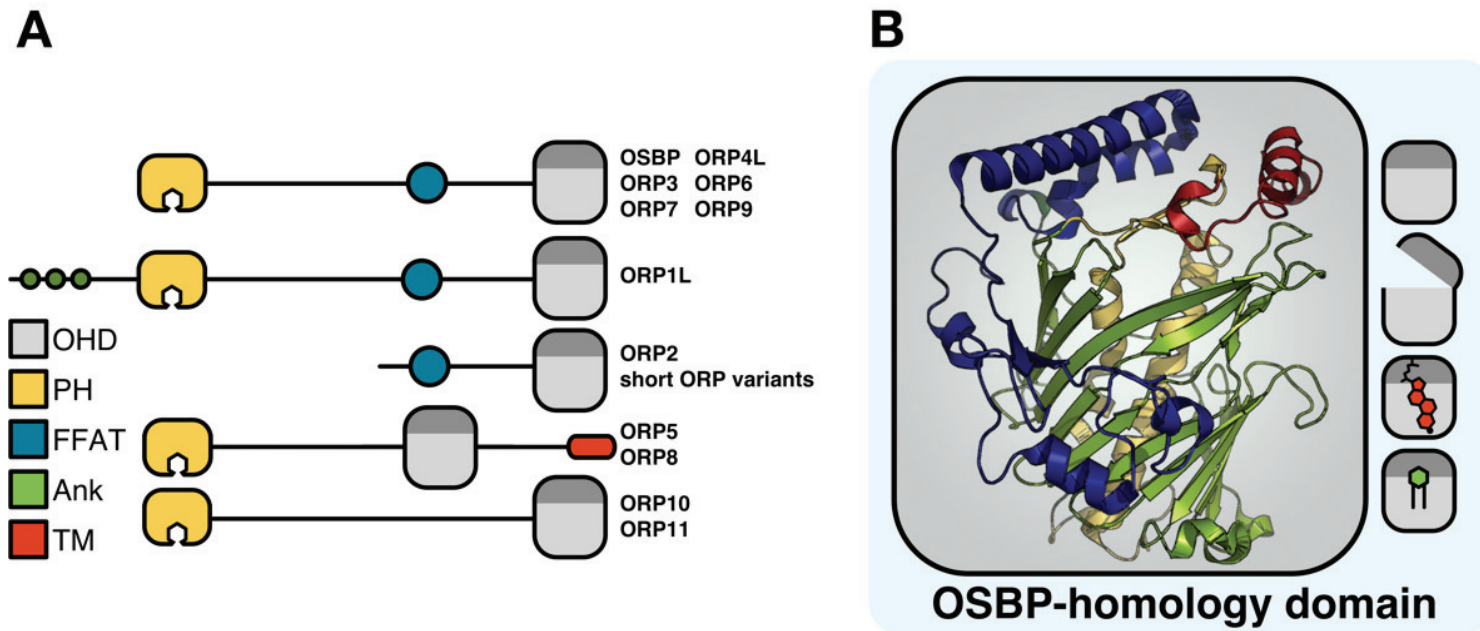 A
OSBP ORP4L
ORP3 ORP6
ORP7 ORP9
ORP1L
ORP2
short ORP variants
ORP5
ORP8
ORP10
ORP11
OHD
PH
FFAT
Ank
TM
B
OSBP-homology domain